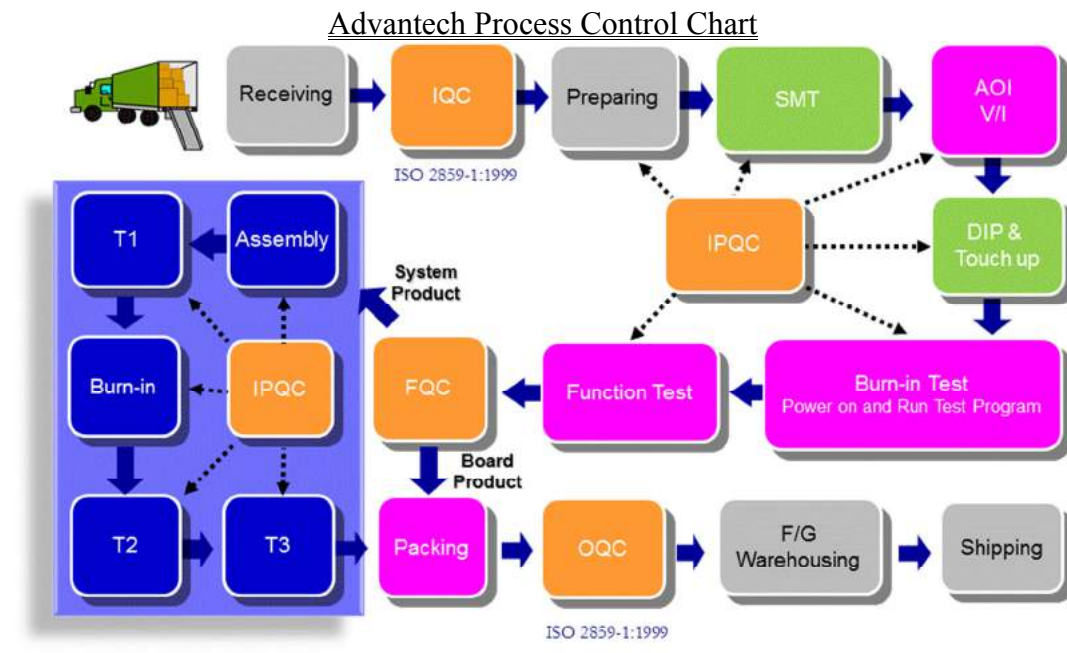 Advantech Process Control Chart
Receiving
IQC
ISO 2859-1:1999
Preparing
SMT
AOI
V/I
IPQC
DIP &
Touch up
T1
Assembly
System
Product
Burn-in
IPQC
FQC
Function Test
Burn-in Test
Power on and Run Test Program
Board
Product
T2
T3
Packing
OQC
ISO 2859-1:1999
F/G
Warehousing
Shipping